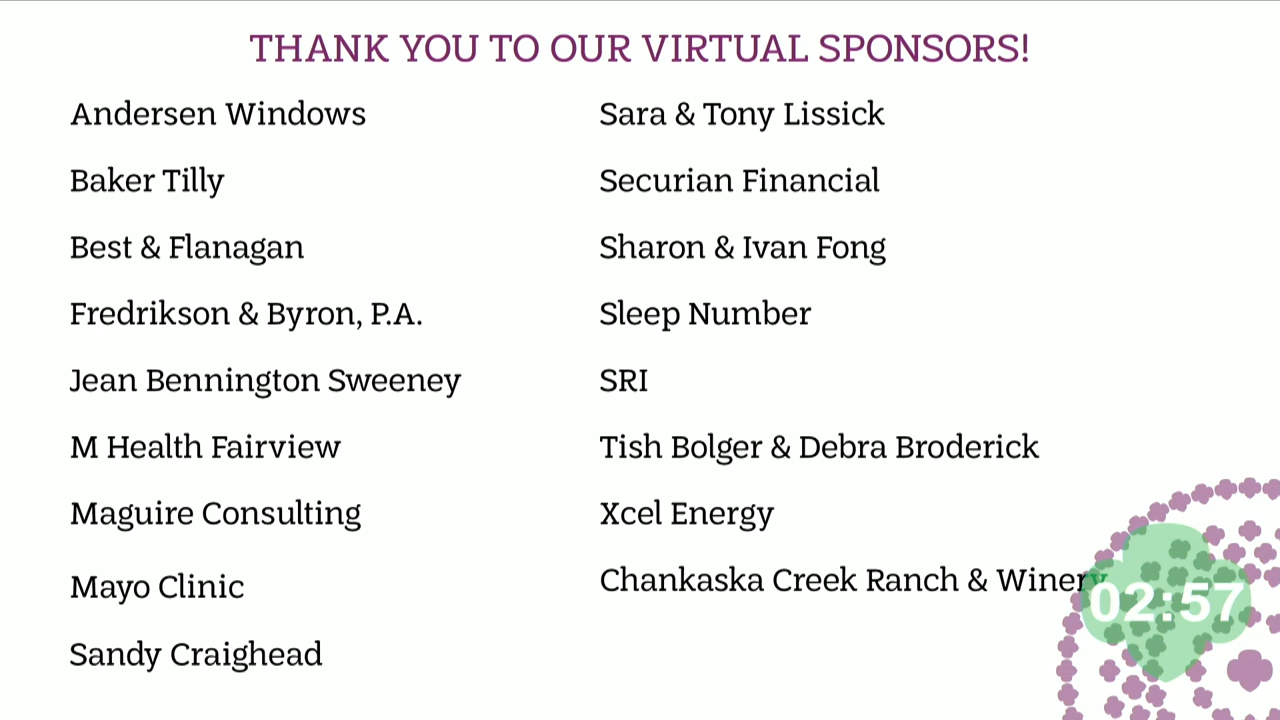 THANK YOU TO OUR VIRTUAL SPONSORS!
Andersen Windows
Baker Tilly
Best & Flanagan
Fredrikson & Byron, P.A.
Jean Bennington Sweeney
M Health Fairview
Maguire Consulting
Mayo Clinic
Sandy Craighead
Sara & Tony Lissick
Securian Financial
Sharon & Ivan Fong
Sleep Number
SRI
Tish Bolger & Debra Broderick
Xcel Energy
Chankaska Creek Ranch & Winery
02:57